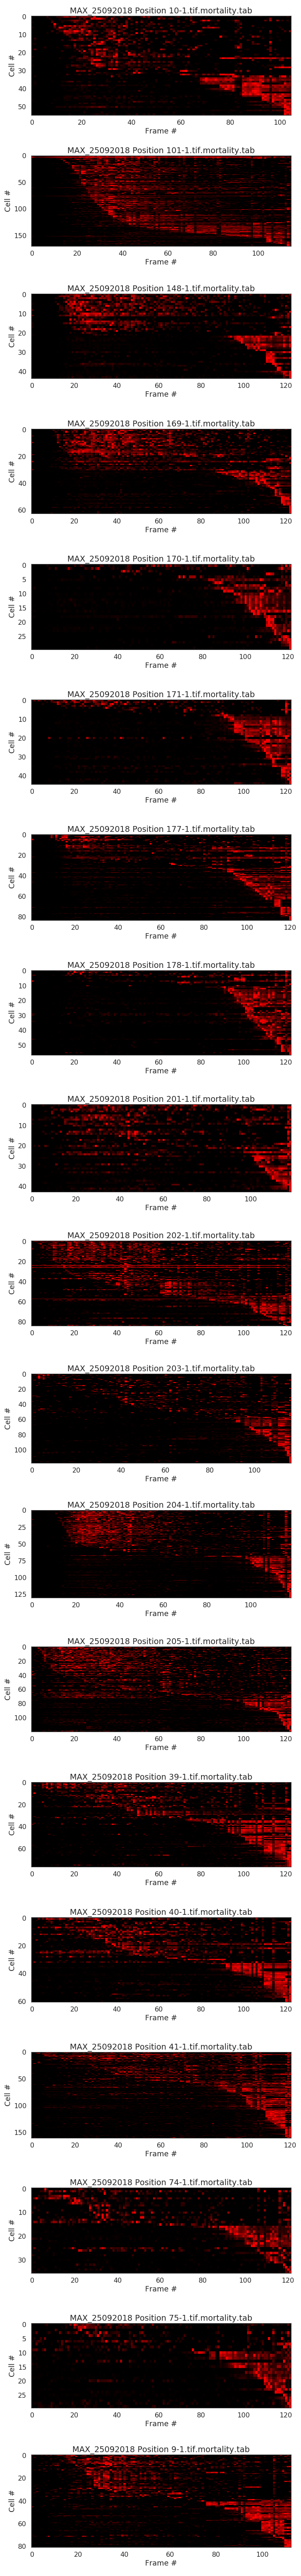 MAX_25092018 Position 10-1.tif.mortality.tab
0
10
20
30
40
50
Cell #
0 20 40 60 80 100
Frame #
MAX_25092018 Position 101-1.tif.mortality.tab
0
50
100
150
Cell #
0 20 40 60 80 100
Frame #
MAX_25092018 Position 148-1.tif.mortality.tab
0
10
20
30
40
Cell #
0 20 40 60 80 100 120
Frame #
MAX_25092018 Position 169-1.tif.mortality.tab
0
20
40
60
Cell #
0 20 40 60 80 100 120
Frame #
MAX_25092018 Position 170-1.tif.mortality.tab
0
5
10
15
20
25
Cell #
0 20 40 60 80 100 120
Frame #
MAX_25092018 Position 171-1.tif.mortality.tab
0
10
20
30
40
Cell #
0 20 40 60 80 100 120
Frame #
MAX_25092018 Position 177-1.tif.mortality.tab
0
20
40
60
80
Cell #
0 20 40 60 80 100 120
Frame #
MAX_25092018 Position 178-1.tif.mortality.tab
0
10
20
30
40
50
Cell #
0 20 40 60 80 100 120
Frame #
MAX_25092018 Position 201-1.tif.mortality.tab
0
10
20
30
40
Cell #
0 20 40 60 80 100
Frame #
MAX_25092018 Position 202-1.tif.mortality.tab
0
20
40
60
80
Cell #
0 20 40 60 80 100 120
Frame #
MAX_25092018 Position 203-1.tif.mortality.tab
0
20
40
60
80
100
Cell #
0 20 40 60 80 100
Frame #
MAX_25092018 Position 204-1.tif.mortality.tab
0
25
50
75
100
125
Cell #
0 20 40 60 80 100
Frame #
MAX_25092018 Position 205-1.tif.mortality.tab
0
20
40
60
80
100
Cell #
0 20 40 60 80 100 120
Frame #
MAX_25092018 Position 39-1.tif.mortality.tab
0
20
40
60
Cell #
0 20 40 60 80 100 120
Frame #
MAX_25092018 Position 40-1.tif.mortality.tab
0
20
40
60
Cell #
0 20 40 60 80 100 120
Frame #
MAX_25092018 Position 41-1.tif.mortality.tab
0
50
100
150
Cell #
0 20 40 60 80 100 120
Frame #
MAX_25092018 Position 74-1.tif.mortality.tab
0
10
20
30
Cell #
0 20 40 60 80 100 120
Frame #
MAX_25092018 Position 75-1.tif.mortality.tab
0
5
10
15
20
25
Cell #
0 20 40 60 80 100 120
Frame #
MAX_25092018 Position 9-1.tif.mortality.tab
0
20
40
60
80
Cell #
0 20 40 60 80 100
Frame #